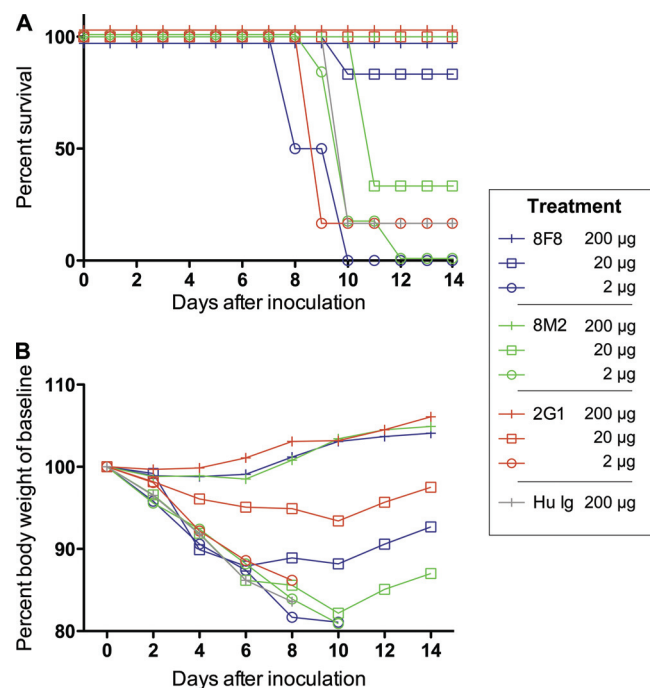 A
Percent survival
100
50
0
0 2 4 6 8 10 12 14
Days after inoculation
B
Percent body weight of baseline
110
100
90
80
0 2 4 6 8 10 12 14
Days after inoculation
Treatment
8F8 200 µg
20 µg
2 µg
8M2 200 µg
20 µg
2 µg
2G1 200 µg
20 µg
2 µg
Hu Ig 200 µg